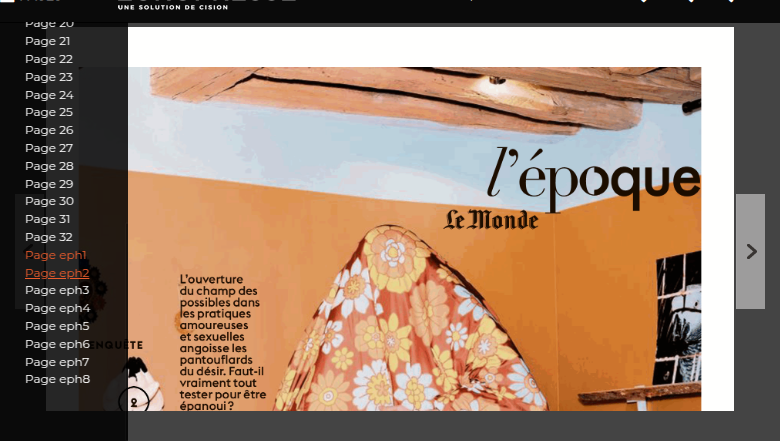 UNE SOLUTION DE CISION
Page 20
Page 21
Page 22
Page 23
Page 24
Page 25
Page 26
Page 27
Page 28
Page 29
Page 30
Page 31
Page 32
Page eph1
Page eph2
Page eph3
Page eph4
Page eph5
Page eph6
Page eph7
Page eph8
l'époque
Le Monde
ENQUÊTE
2
L'ouverture
du champ des
possibles dans
les pratiques
amoureuses
et sexuelles
angoisse les
pantouflards
du désir. Faut-il
vraiment tout
tester pour être
épanoui ?